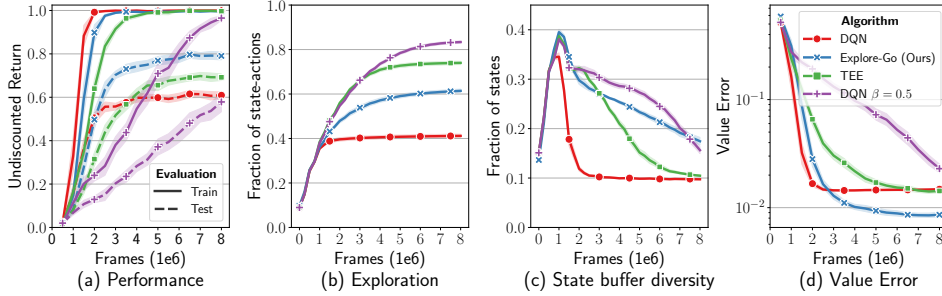 Undiscounted Return
1.0
0.8
0.6
0.4
0.2
0.0
Evaluation
Train
Test
0 1 2 3 4 5 6 7 8
Frames (1e6)
(a) Performance
Fraction of state-actions
1.0
0.8
0.6
0.4
0.2
0.0
0 1 2 3 4 5 6 7 8
Frames (1e6)
(b) Exploration
Fraction of states
0.4
0.3
0.2
0.1
0.0
0 1 2 3 4 5 6 7 8
Frames (1e6)
(c) State buffer diversity
Value Error
10⁻¹
10⁻²
Algorithm
DQN
Explore-Go (Ours)
TEE
DQN β = 0.5
0 1 2 3 4 5 6 7 8
Frames (1e6)
(d) Value Error